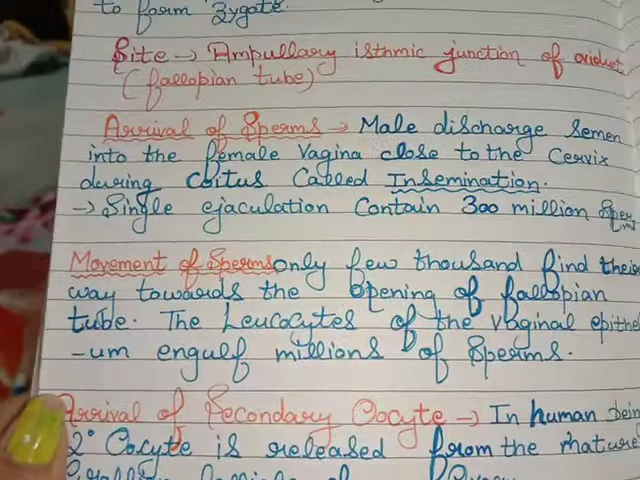 to form Zygote.
Site → Ampullary isthmic junction of oviduct
(fallopian tube)
Arrival of Sperms → Male discharge semen
into the female Vagina close to the Cervix
during Coitus Called Insemination.
→ Single ejaculation Contain 300 million Sperms
Movement of Sperms only few thousand find their
way towards the opening of fallopian
tube. The Leucocytes of the vaginal epitheli
-um engulf millions of Sperms.
Arrival of Secondary Oocyte → In human being
2° Oocyte is released from the mature